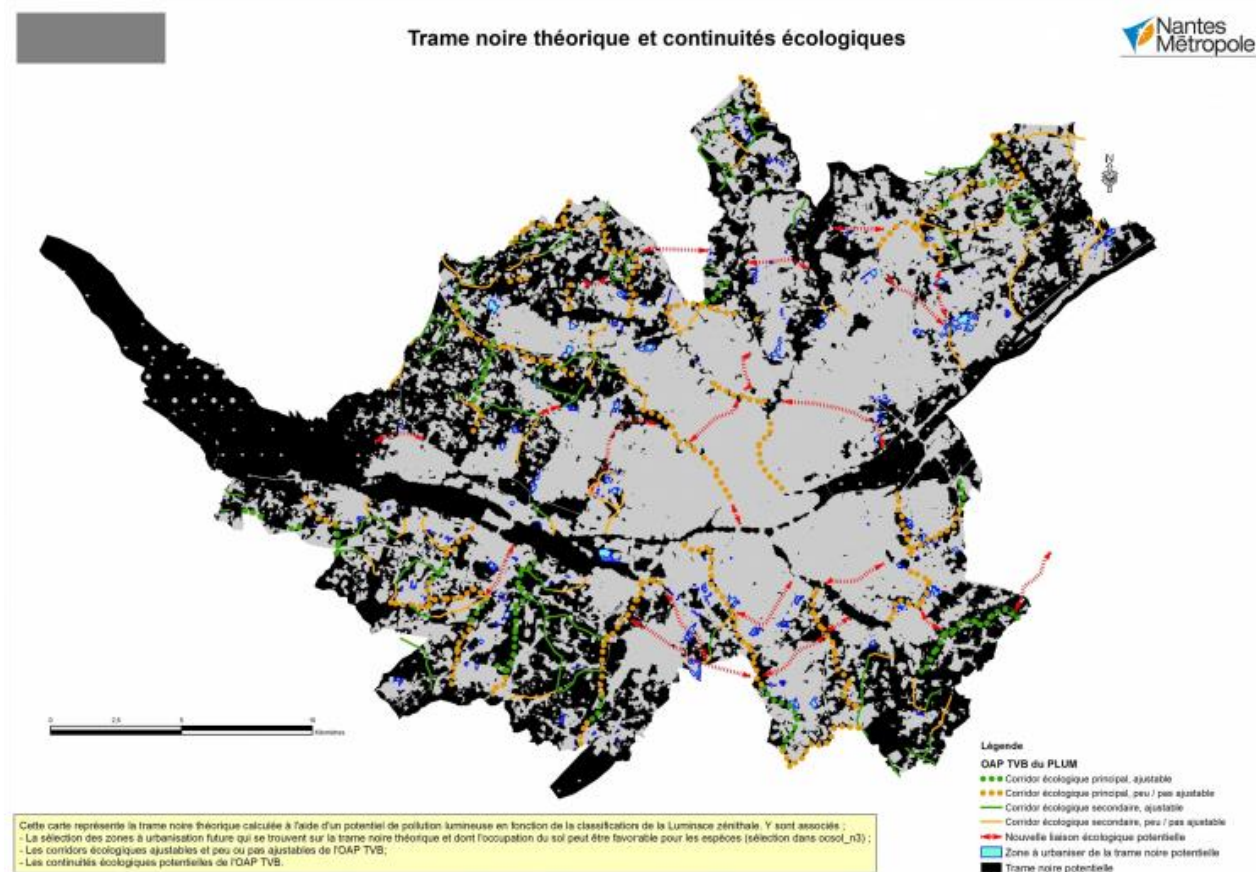 Trame noire théorique et continuités écologiques
Nantes
Métropole
0 2,5 5 10
Kilomètres
Légende
OAP TVB du PLUM
Corridor écologique principal, ajustable
Corridor écologique principal, peu / pas ajustable
Corridor écologique secondaire, ajustable
Corridor écologique secondaire, peu / pas ajustable
Nouvelle liaison écologique potentielle
Zone à urbaniser de la trame noire potentielle
Trame noire potentielle
Cette carte représente la trame noire théorique calculée à l'aide d'un potentiel de pollution lumineuse en fonction de la classification de la Luminace zénithale. Y sont associés :
- La sélection des zones à urbanisation future qui se trouvent sur la trame noire théorique et dont l'occupation du sol peut être favorable pour les espèces (sélection dans ocsol_n3) ;
- Les corridors écologiques ajustables et peu ou pas ajustables de l'OAP TVB;
- Les continuités écologiques potentielles de l'OAP TVB.